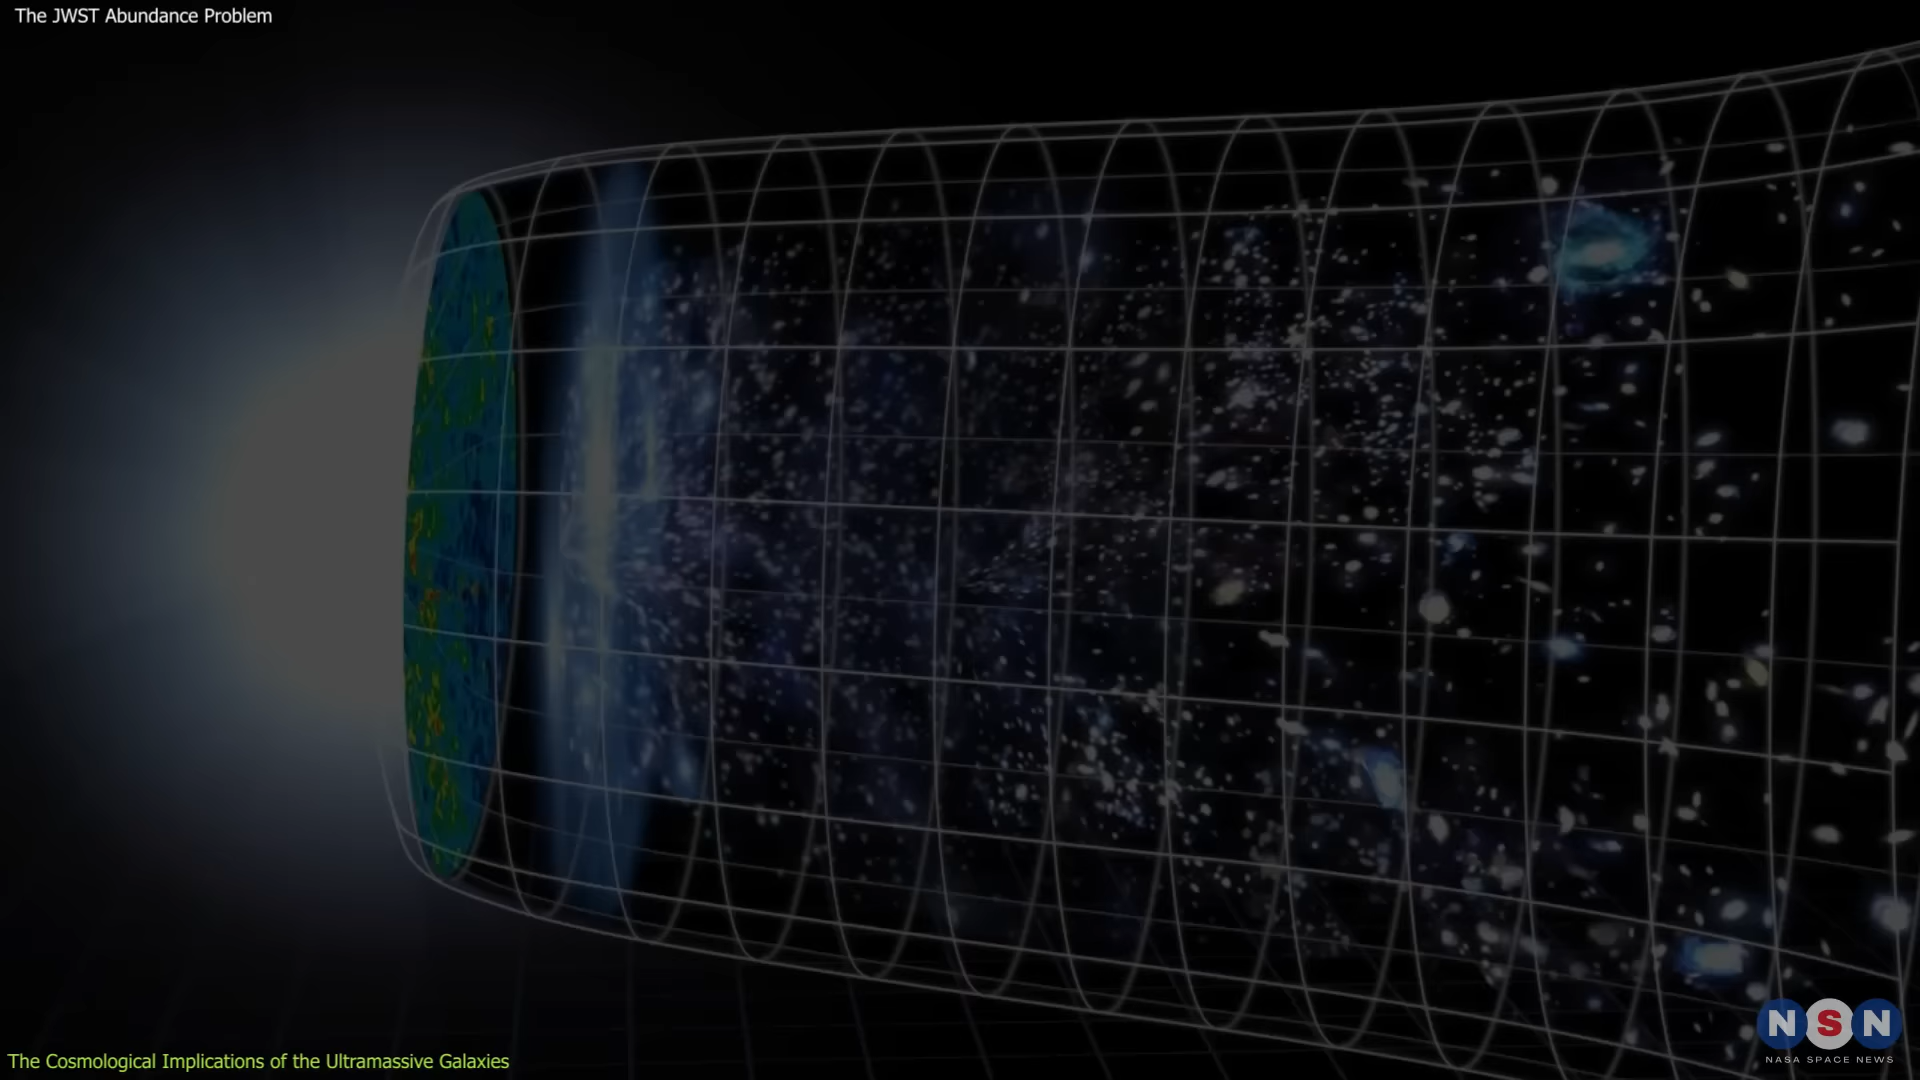 The JWST Abundance Problem
The Cosmological Implications of the Ultramassive Galaxies
NSN
NASA SPACE NEWS